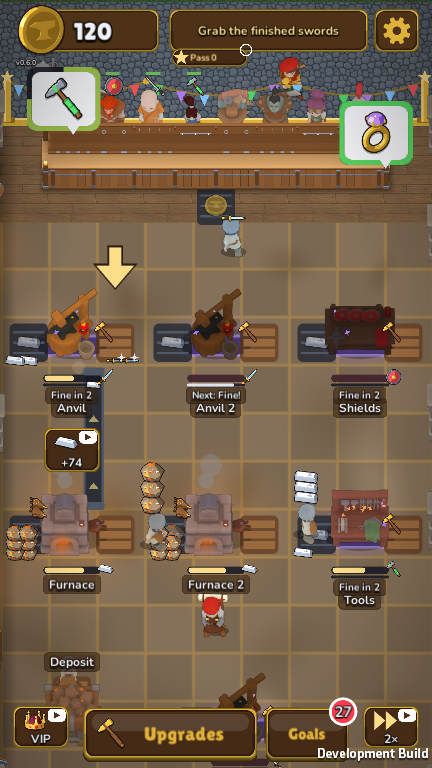 120
Grab the finished swords
Pass 0
v0.6.0
Fine in 2
Anvil
Next: Fine!
Anvil 2
Fine in 2
Shields
+74
Furnace
Furnace 2
Fine in 2
Tools
Deposit
27
VIP
Upgrades
Goals
2×
Development Build